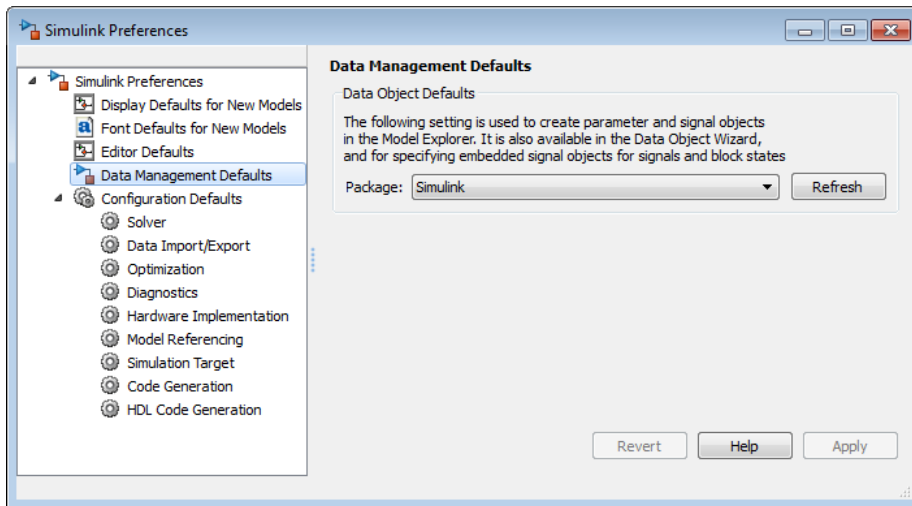 Simulink Preferences
Simulink Preferences
Display Defaults for New Models
Font Defaults for New Models
Editor Defaults
Data Management Defaults
Configuration Defaults
Solver
Data Import/Export
Optimization
Diagnostics
Hardware Implementation
Model Referencing
Simulation Target
Code Generation
HDL Code Generation
Data Management Defaults
Data Object Defaults
The following setting is used to create parameter and signal objects
in the Model Explorer. It is also available in the Data Object Wizard,
and for specifying embedded signal objects for signals and block states
Package: Simulink Refresh
Revert Help Apply